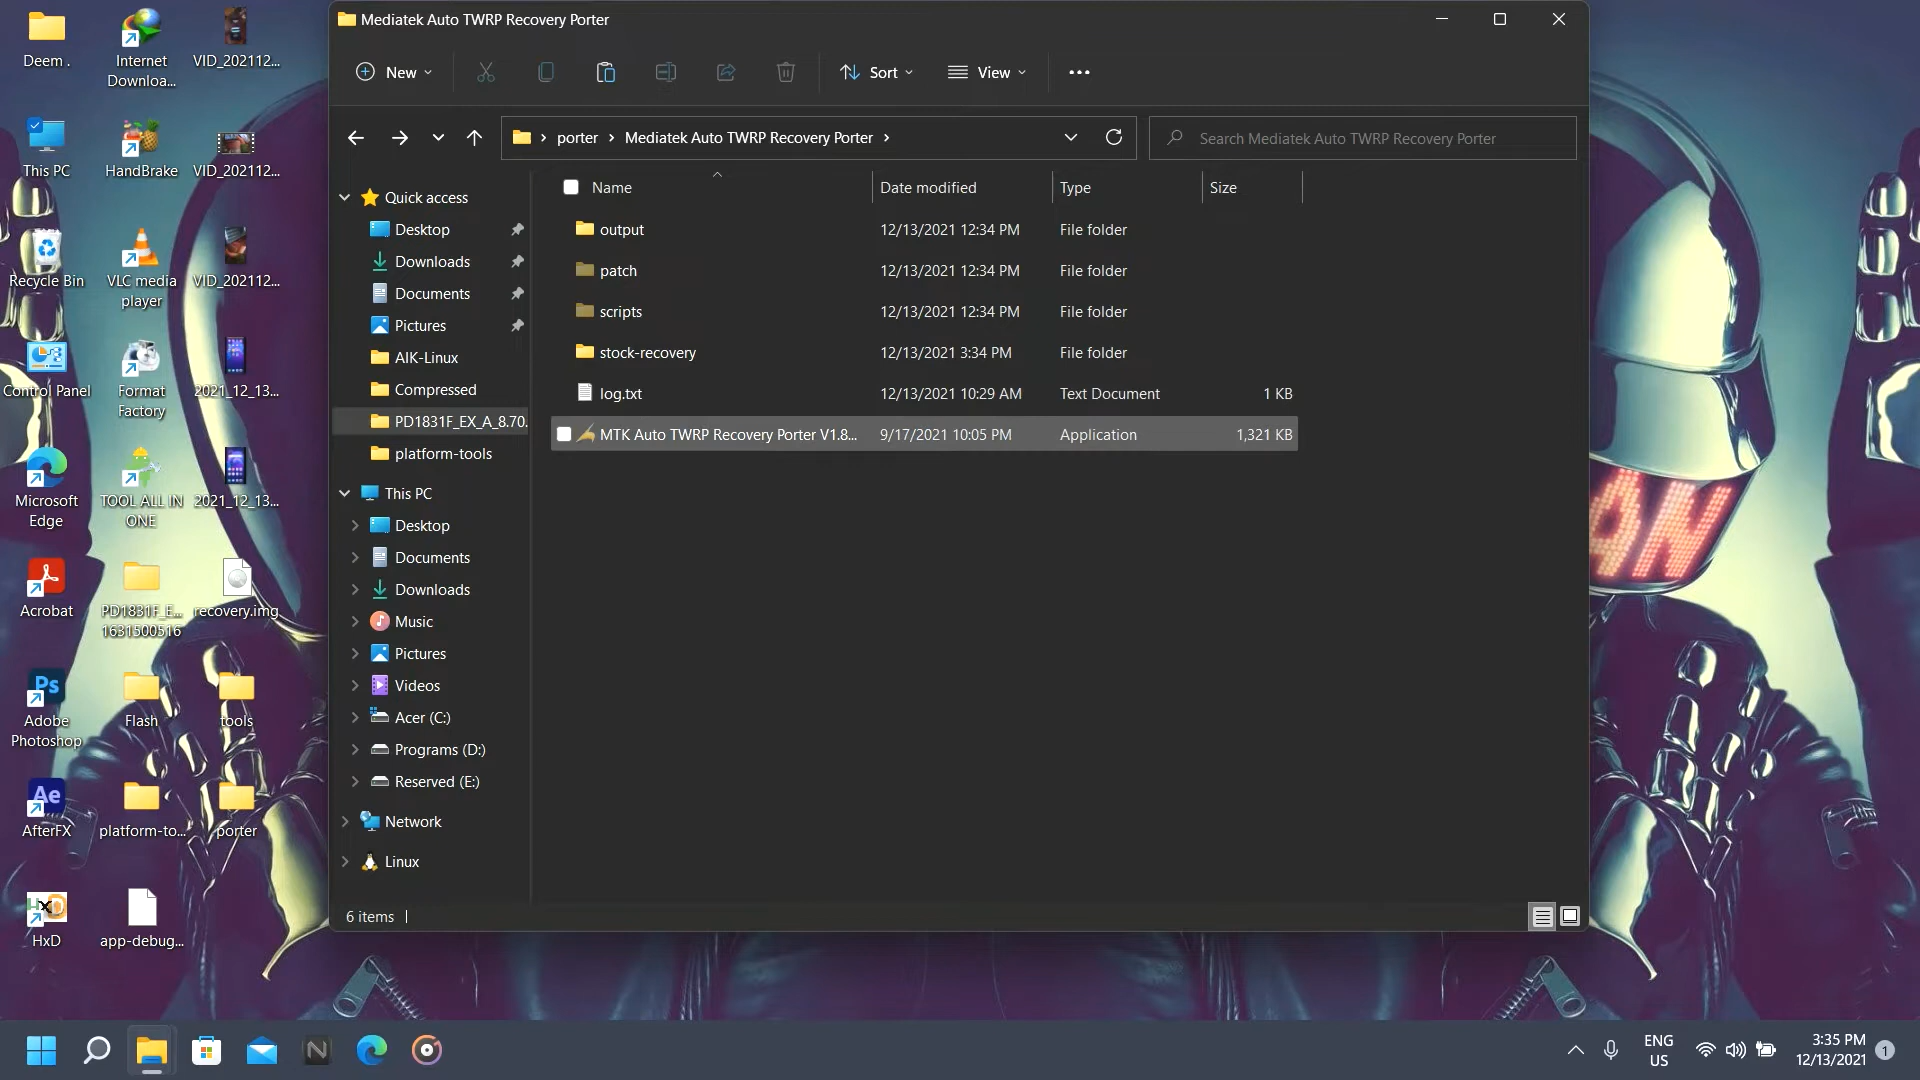 Deem .
Internet
Downloa...
VID_202112...
This PC
HandBrake
VID_202112...
Recycle Bin
VLC media
player
VID_202112...
Control Panel
Format
Factory
2021_12_13...
Microsoft
Edge
TOOL ALL IN
ONE
2021_12_13...
Acrobat
PD1831F_E...
1631500516
recovery.img
Ps
Adobe
Photoshop
Flash
tools
Ae
AfterFX
platform-to...
porter
HxD
HxD
app-debug...
Mediatek Auto TWRP Recovery Porter
New
Sort
View
porter
Mediatek Auto TWRP Recovery Porter
Search Mediatek Auto TWRP Recovery Porter
Quick access
Desktop
Downloads
Documents
Pictures
AIK-Linux
Compressed
PD1831F_EX_A_8.70.
platform-tools
This PC
Desktop
Documents
Downloads
Music
Pictures
Videos
Acer (C:)
Programs (D:)
Reserved (E:)
Network
Linux
Name Date modified Type Size
output 12/13/2021 12:34 PM File folder
patch 12/13/2021 12:34 PM File folder
scripts 12/13/2021 12:34 PM File folder
stock-recovery 12/13/2021 3:34 PM File folder
log.txt 12/13/2021 10:29 AM Text Document 1 KB
MTK Auto TWRP Recovery Porter V1.8... 9/17/2021 10:05 PM Application 1,321 KB
6 items
AN
N
ENG
US
3:35 PM
12/13/2021
1